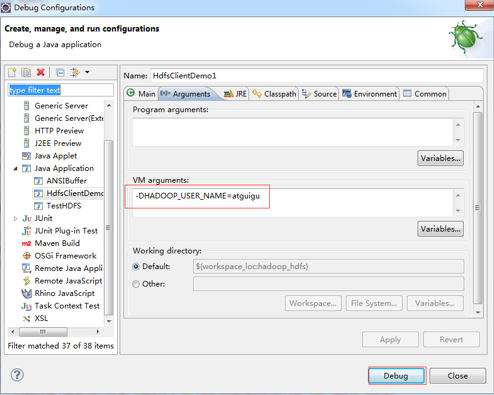 Debug Configurations
Create, manage, and run configurations
Debug a Java application
type filter text
Generic Server
Generic Server(Exter
HTTP Preview
J2EE Preview
Java Applet
Java Application
ANSIBuffer
HdfsClientDemo
TestHDFS
JUnit
JUnit Plug-in Test
Maven Build
OSGi Framework
Remote Java Applic
Remote JavaScript
Rhino JavaScript
Task Context Test
XSL
Filter matched 37 of 38 items
Name: HdfsClientDemo1
Main Arguments JRE Classpath Source Environment Common
Program arguments:
Variables...
VM arguments:
-DHADOOP_USER_NAME=atguigu
Variables...
Working directory:
Default: ${workspace_loc:hadoop_hdfs}
Other:
Workspace... File System... Variables...
Apply Revert
Debug Close